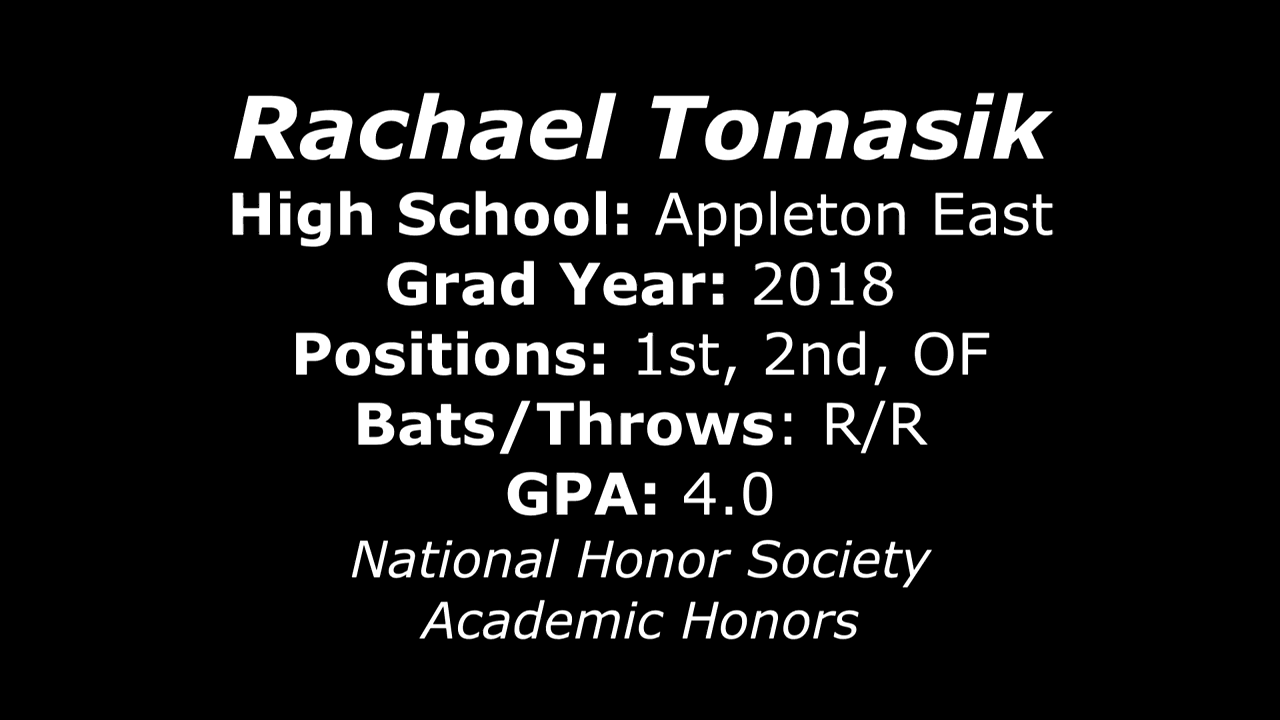 Rachael Tomasik
High School: Appleton East
Grad Year: 2018
Positions: 1st, 2nd, OF
Bats/Throws: R/R
GPA: 4.0
National Honor Society
Academic Honors